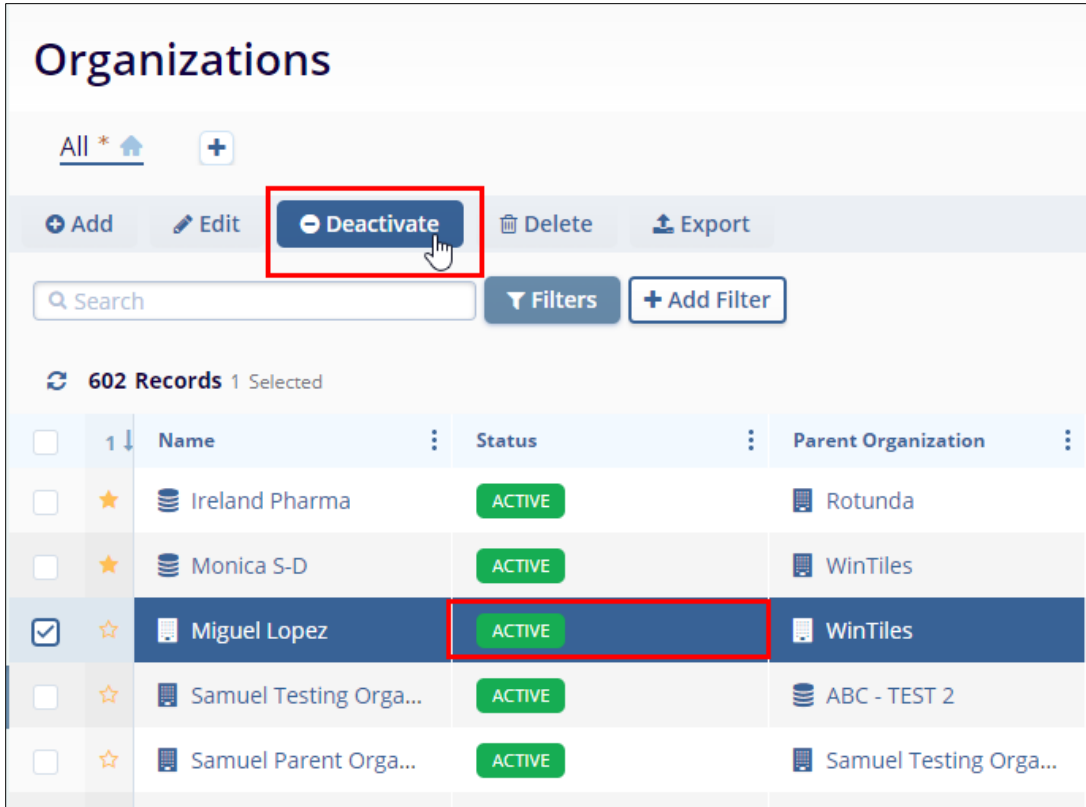 Organizations
All *
Add Edit Deactivate Delete Export
Search Filters Add Filter
602 Records 1 Selected
1 Name Status Parent Organization
Ireland Pharma ACTIVE Rotunda
Monica S-D ACTIVE WinTiles
Miguel Lopez ACTIVE WinTiles
Samuel Testing Orga... ACTIVE ABC - TEST 2
Samuel Parent Orga... ACTIVE Samuel Testing Orga...